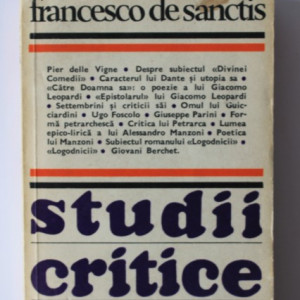 francesco de sanctis
Pier delle Vigne • Despre subiectul «Divinei
Comedii» • Caracterul lui Dante și utopia sa
• «Către Doamna sa»: o poezie a lui Giacomo
Leopardi • «Epistolarul» lui Giacomo Leopardi
• Settembrini și criticii săi • Omul lui Guic-
ciardini • Ugo Foscolo • Giuseppe Parini • For-
mă petrarchescă • Critica lui Petrarca • Lumea
epico-lirică a lui Alessandro Manzoni • Poetica
lui Manzoni • Subiectul romanului «Logodnicii» •
«Logodnicii» • Giovani Berchet.
studii
critice